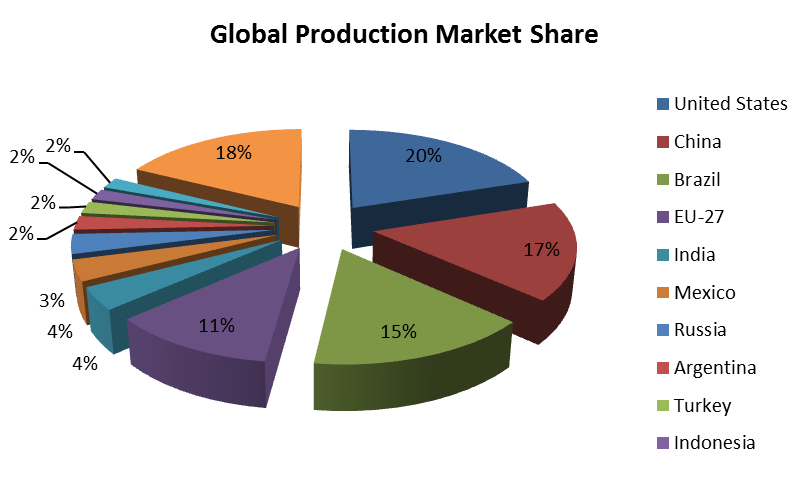 Global Production Market Share
20%
17%
15%
11%
4%
4%
3%
2%
2%
2%
2%
18%
United States
China
Brazil
EU-27
India
Mexico
Russia
Argentina
Turkey
Indonesia